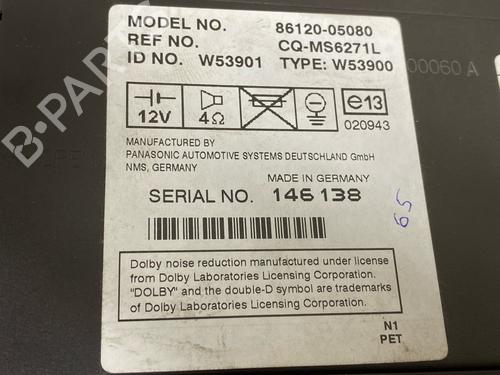 MODEL NO. 86120-05080
REF NO. CQ-MS6271L
ID NO. W53901 TYPE: W53900
00060 A
12V 4Ω e13
020943
MANUFACTURED BY
PANASONIC AUTOMOTIVE SYSTEMS DEUTSCHLAND GmbH
NMS, GERMANY
MADE IN GERMANY
SERIAL NO. 146138
65
Dolby noise reduction manufactured under license
from Dolby Laboratories Licensing Corporation.
"DOLBY" and the double-D symbol are trademarks
of Dolby Laboratories Licensing Corporation.
N1
PET
B-PARTS